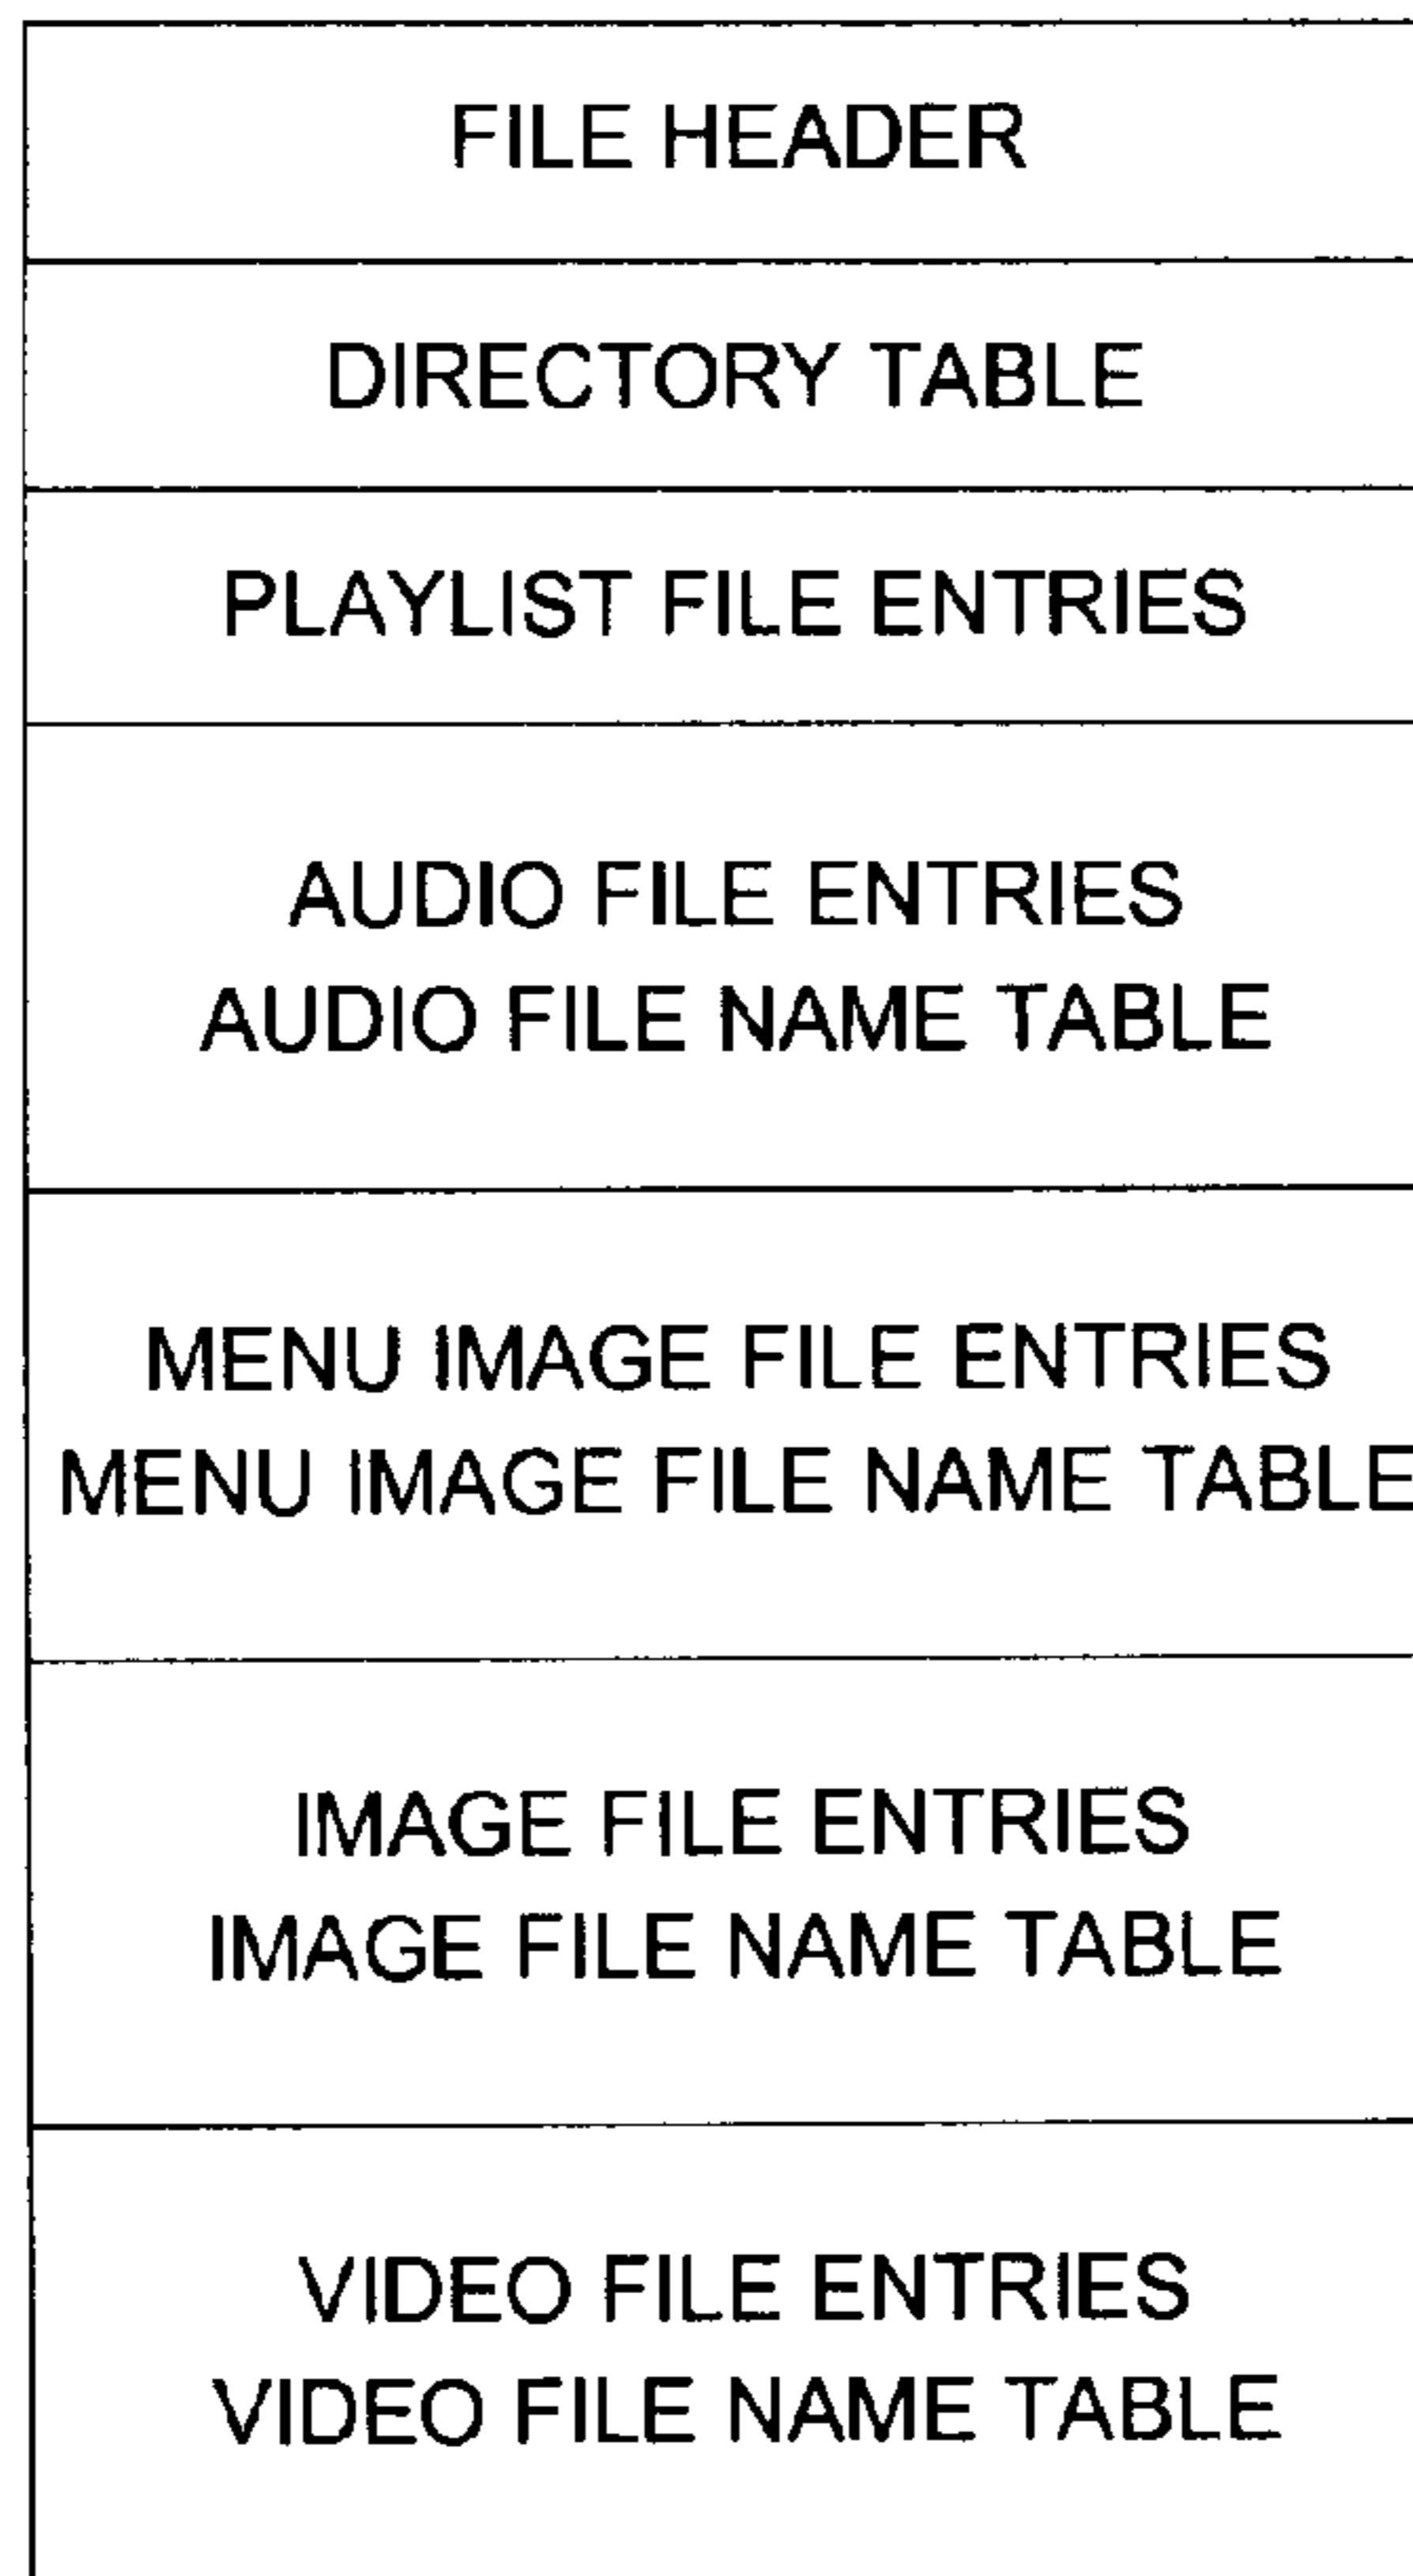 FILE HEADER
DIRECTORY TABLE
PLAYLIST FILE ENTRIES
AUDIO FILE ENTRIES
AUDIO FILE NAME TABLE
MENU IMAGE FILE ENTRIES
MENU IMAGE FILE NAME TABLE
IMAGE FILE ENTRIES
IMAGE FILE NAME TABLE
VIDEO FILE ENTRIES
VIDEO FILE NAME TABLE